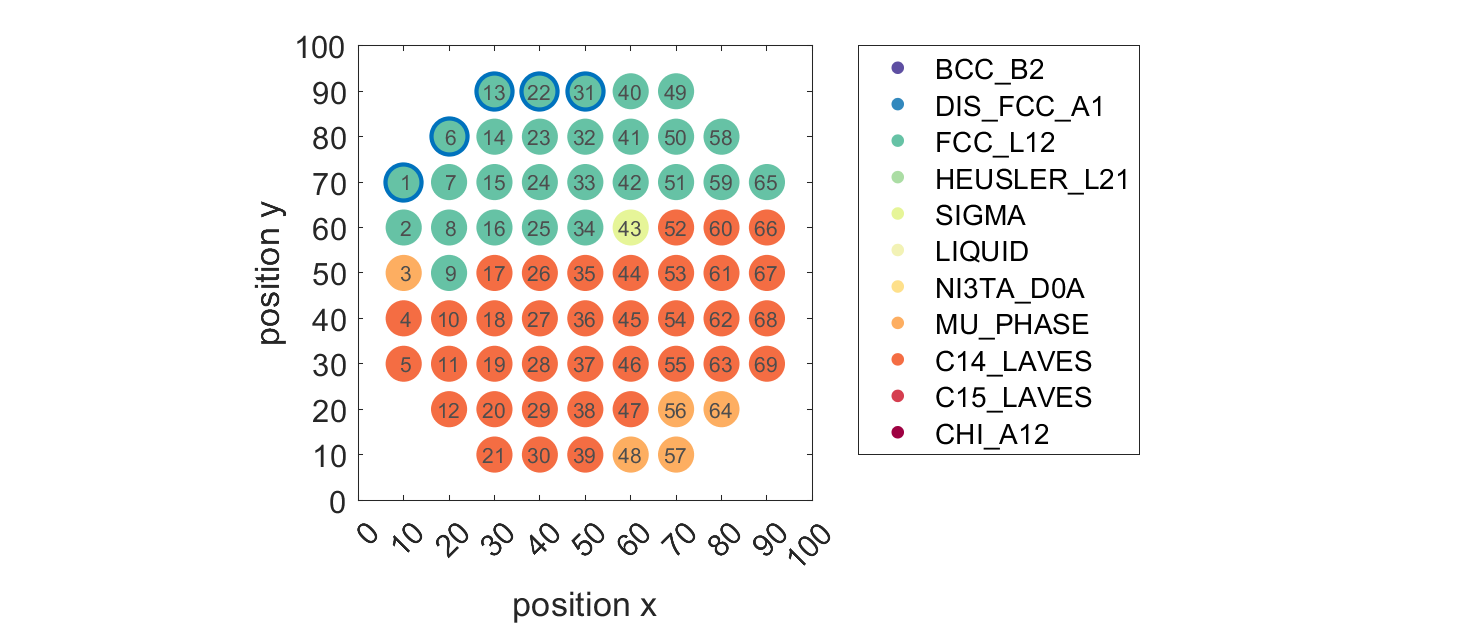 100
90
80
70
60
50
40
30
20
10
0
13 22 31 40 49
6 14 23 32 41 50 58
1 7 15 24 33 42 51 59 65
2 8 16 25 34 43 52 60 66
3 9 17 26 35 44 53 61 67
4 10 18 27 36 45 54 62 68
5 11 19 28 37 46 55 63 69
12 20 29 38 47 56 64
21 30 39 48 57
0 10 20 30 40 50 60 70 80 90 100
position x
position y
BCC_B2
DIS_FCC_A1
FCC_L12
HEUSLER_L21
SIGMA
LIQUID
NI3TA_D0A
MU_PHASE
C14_LAVES
C15_LAVES
CHI_A12